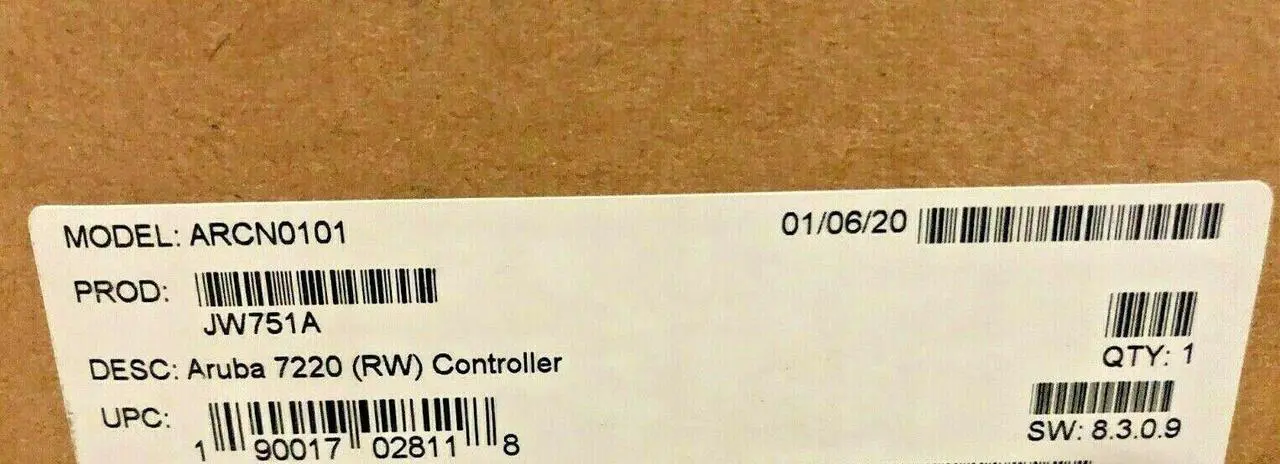 MODEL: ARCN0101
01/06/20
PROD:
JW751A
DESC: Aruba 7220 (RW) Controller
QTY: 1
UPC:
1 90017 02811 8
SW: 8.3.0.9